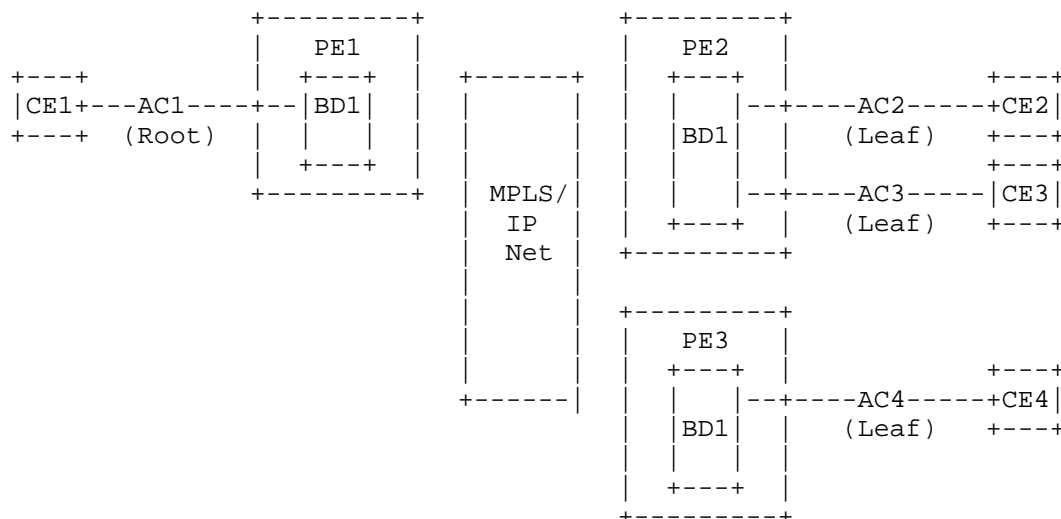 PE1 PE2
CE1 AC1 BD1 AC2 CE2
(Root) BD1 (Leaf)
MPLS/ AC3 CE3
IP (Leaf)
Net
PE3
AC4 CE4
BD1 (Leaf)